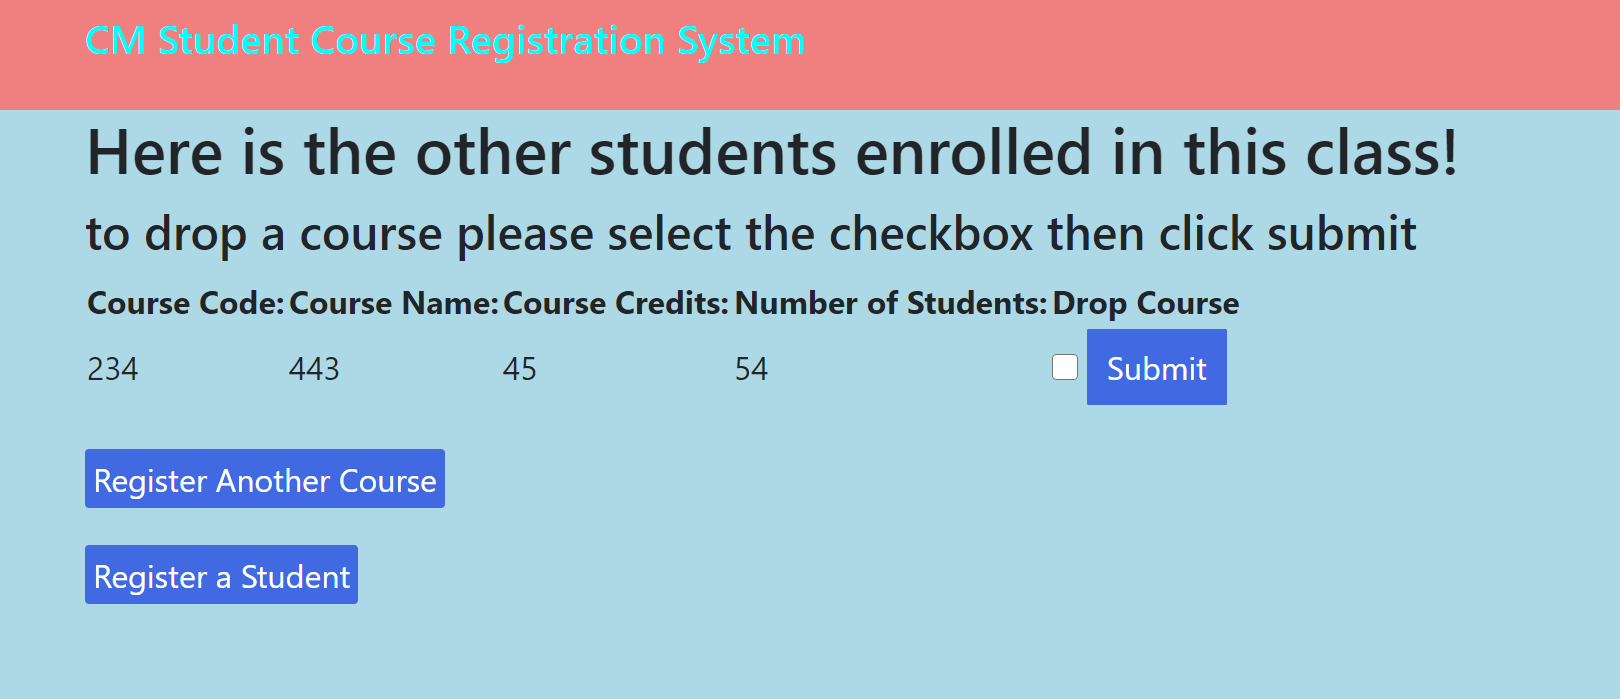 CM Student Course Registration System
Here is the other students enrolled in this class!
to drop a course please select the checkbox then click submit
Course Code: Course Name: Course Credits: Number of Students: Drop Course
234 443 45 54 Submit
Register Another Course
Register a Student